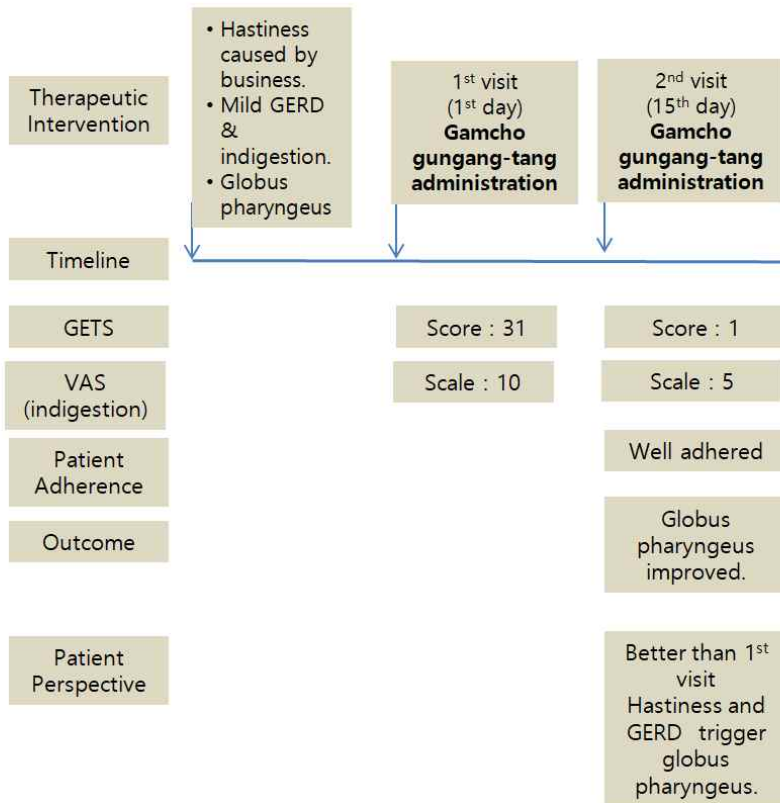 Therapeutic
Intervention
• Hastiness
caused by
business.
• Mild GERD
&
indigestion.
• Globus
pharyngeus
1st visit
(1st day)
Gamcho
gungang-tang
administration
2nd visit
(15th day)
Gamcho
gungang-tang
administration
Timeline
GETS
Score : 31
Score : 1
VAS
(indigestion)
Scale : 10
Scale : 5
Patient
Adherence
Well adhered
Outcome
Globus
pharyngeus
improved.
Patient
Perspective
Better than 1st
visit
Hastiness and
GERD trigger
globus
pharyngeus.